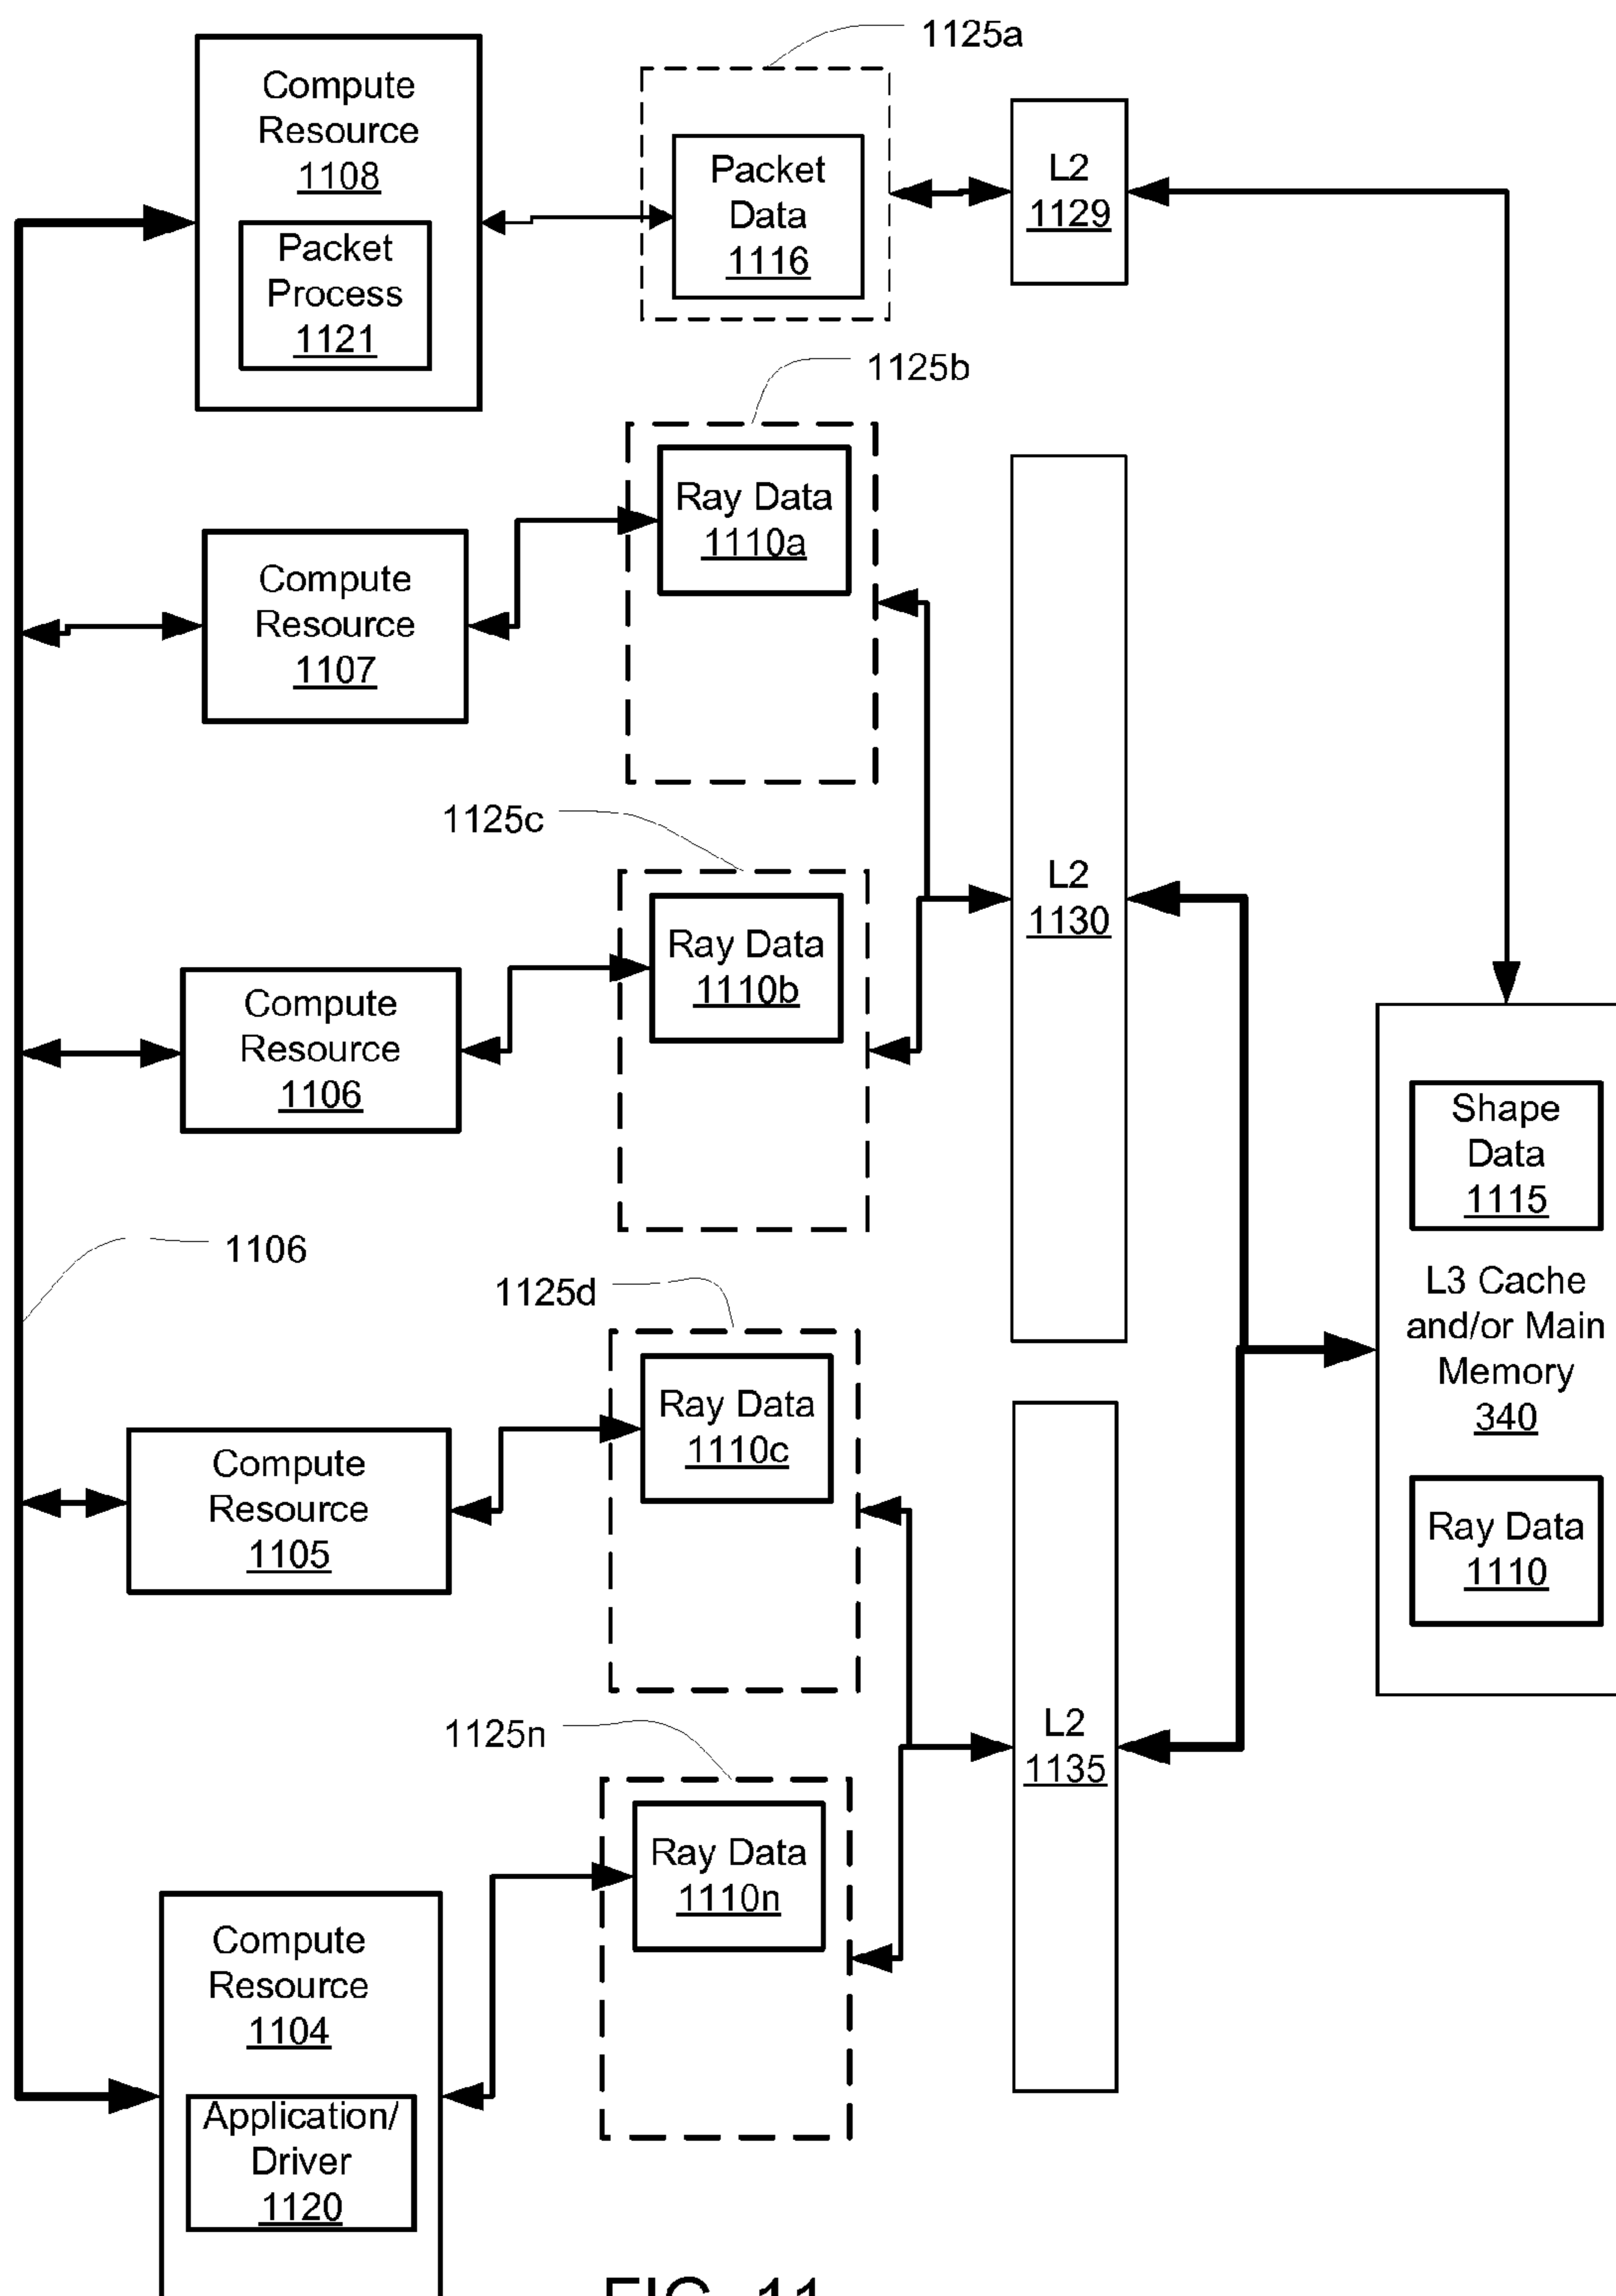 1125a
Compute
Resource
1108
Packet
Process
1121
Packet
Data
1116
L2
1129
1125b
Ray Data
1110a
Compute
Resource
1107
1125c
L2
1130
Ray Data
1110b
Compute
Resource
1106
Shape
Data
1115
L3 Cache
and/or Main
Memory
340
Ray Data
1110
1106
1125d
Ray Data
1110c
Compute
Resource
1105
1125n
L2
1135
Ray Data
1110n
Compute
Resource
1104
Application/
Driver
1120
FIG. 11